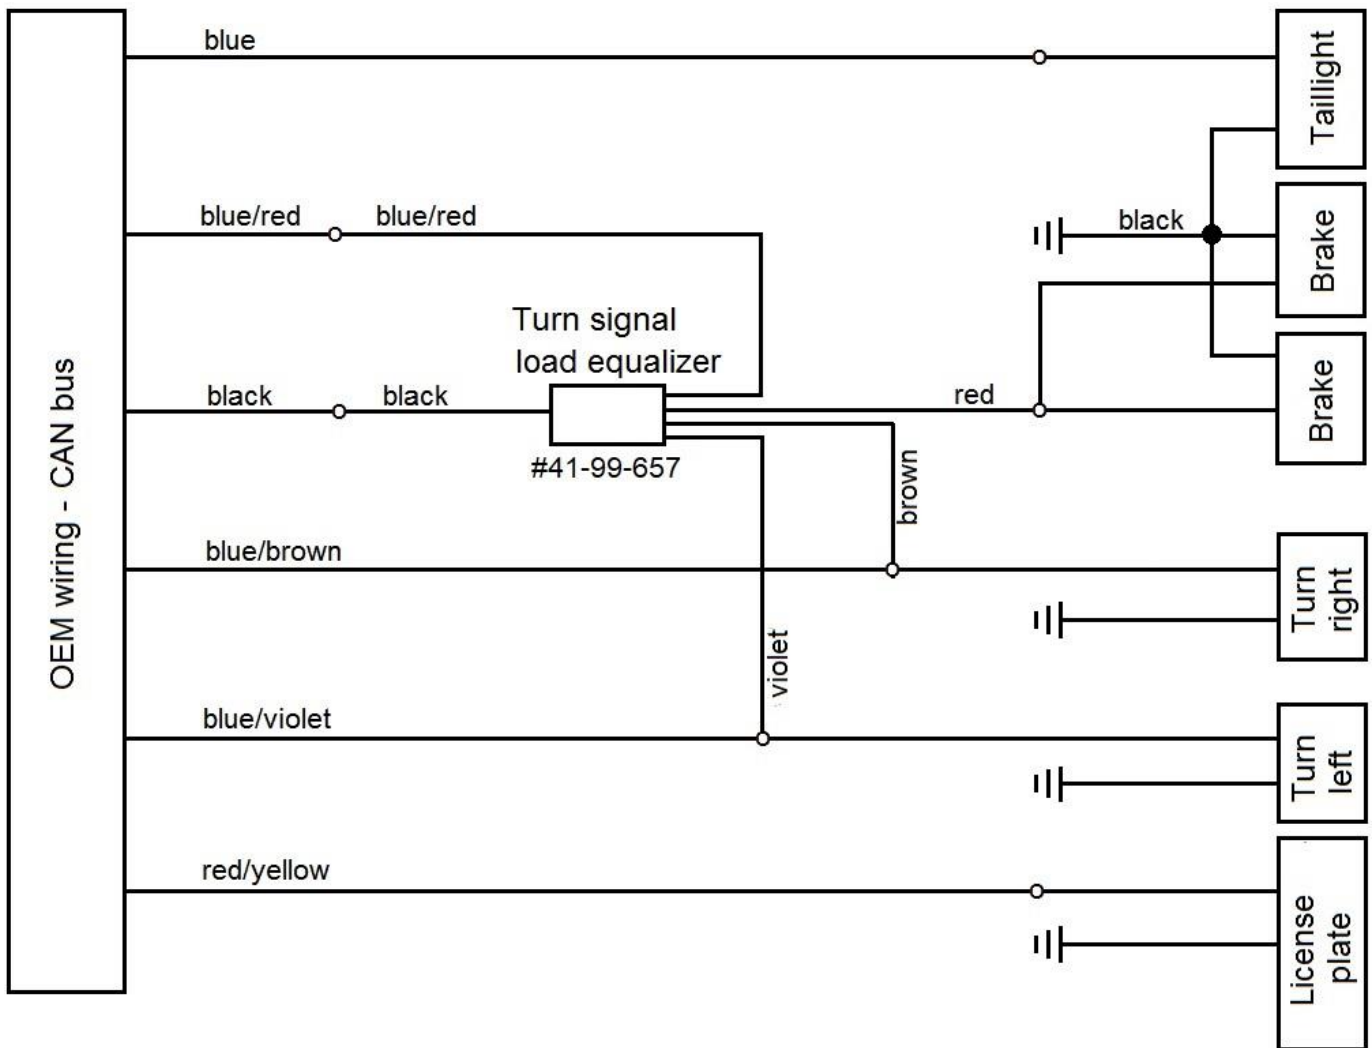 blue
Taillight
blue/red
blue/red
black
Brake
Turn signal
load equalizer
OEM wiring - CAN bus
black
black
red
Brake
#41-99-657
brown
blue/brown
Turn
right
violet
blue/violet
Turn
left
red/yellow
License
plate